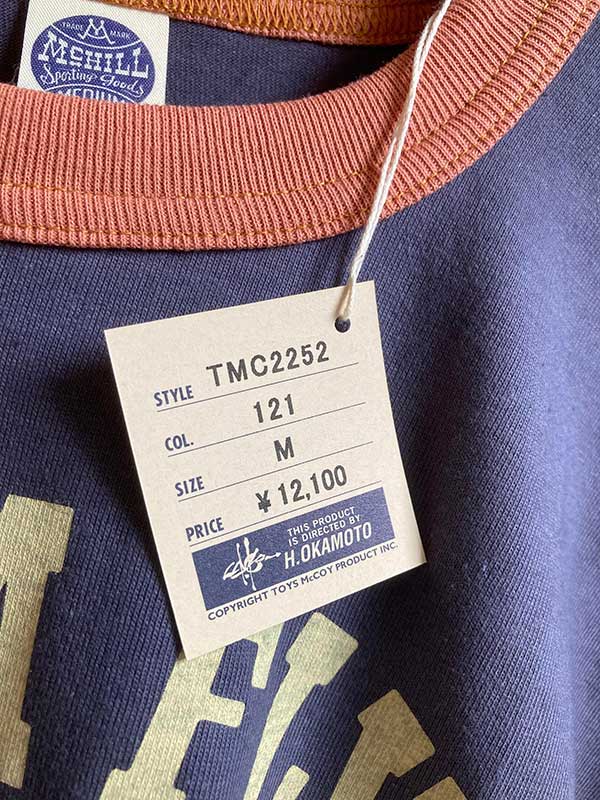 TRADE MARK
McHILL
Sporting Goods
MEDIUM
STYLE TMC2252
COL. 121
SIZE M
PRICE ¥12,100
THIS PRODUCT
IS DIRECTED BY
H.OKAMOTO
COPYRIGHT TOYS McCOY PRODUCT INC.